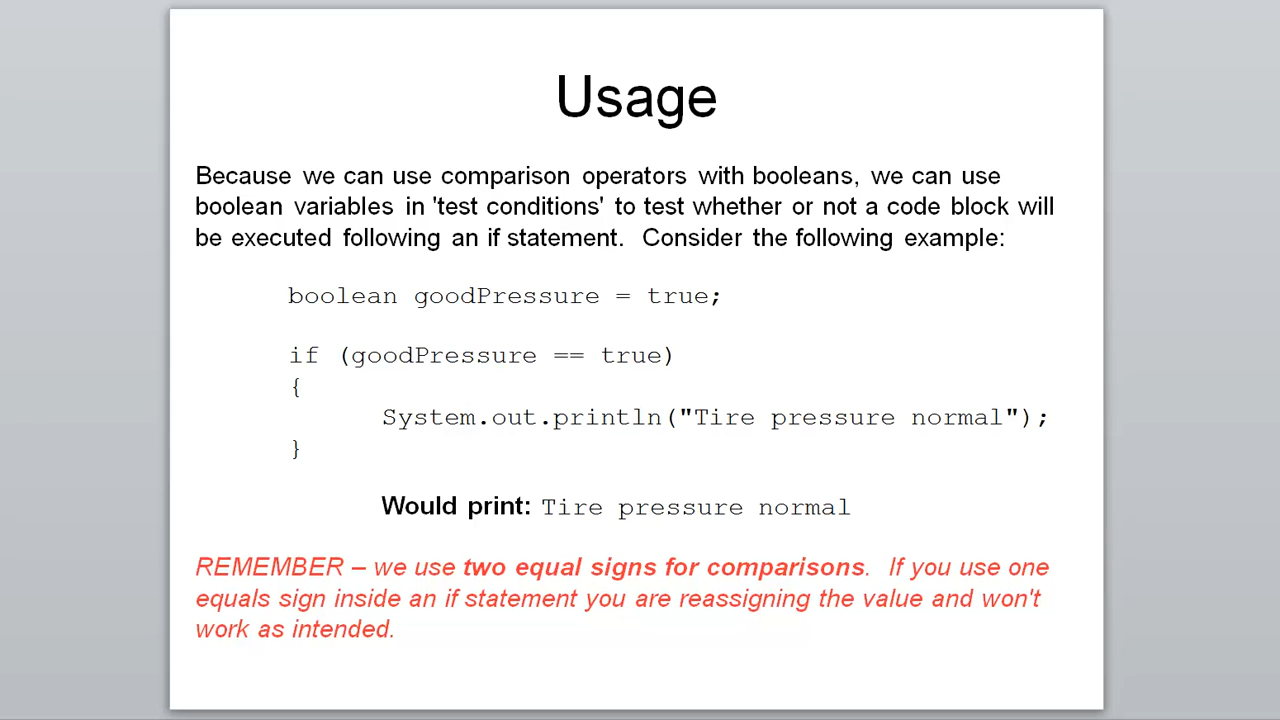 Usage
Because we can use comparison operators with booleans, we can use
boolean variables in 'test conditions' to test whether or not a code block will
be executed following an if statement. Consider the following example:
boolean goodPressure = true;
if (goodPressure == true)
{
System.out.println("Tire pressure normal");
}
Would print: Tire pressure normal
REMEMBER – we use two equal signs for comparisons. If you use one
equals sign inside an if statement you are reassigning the value and won't
work as intended.